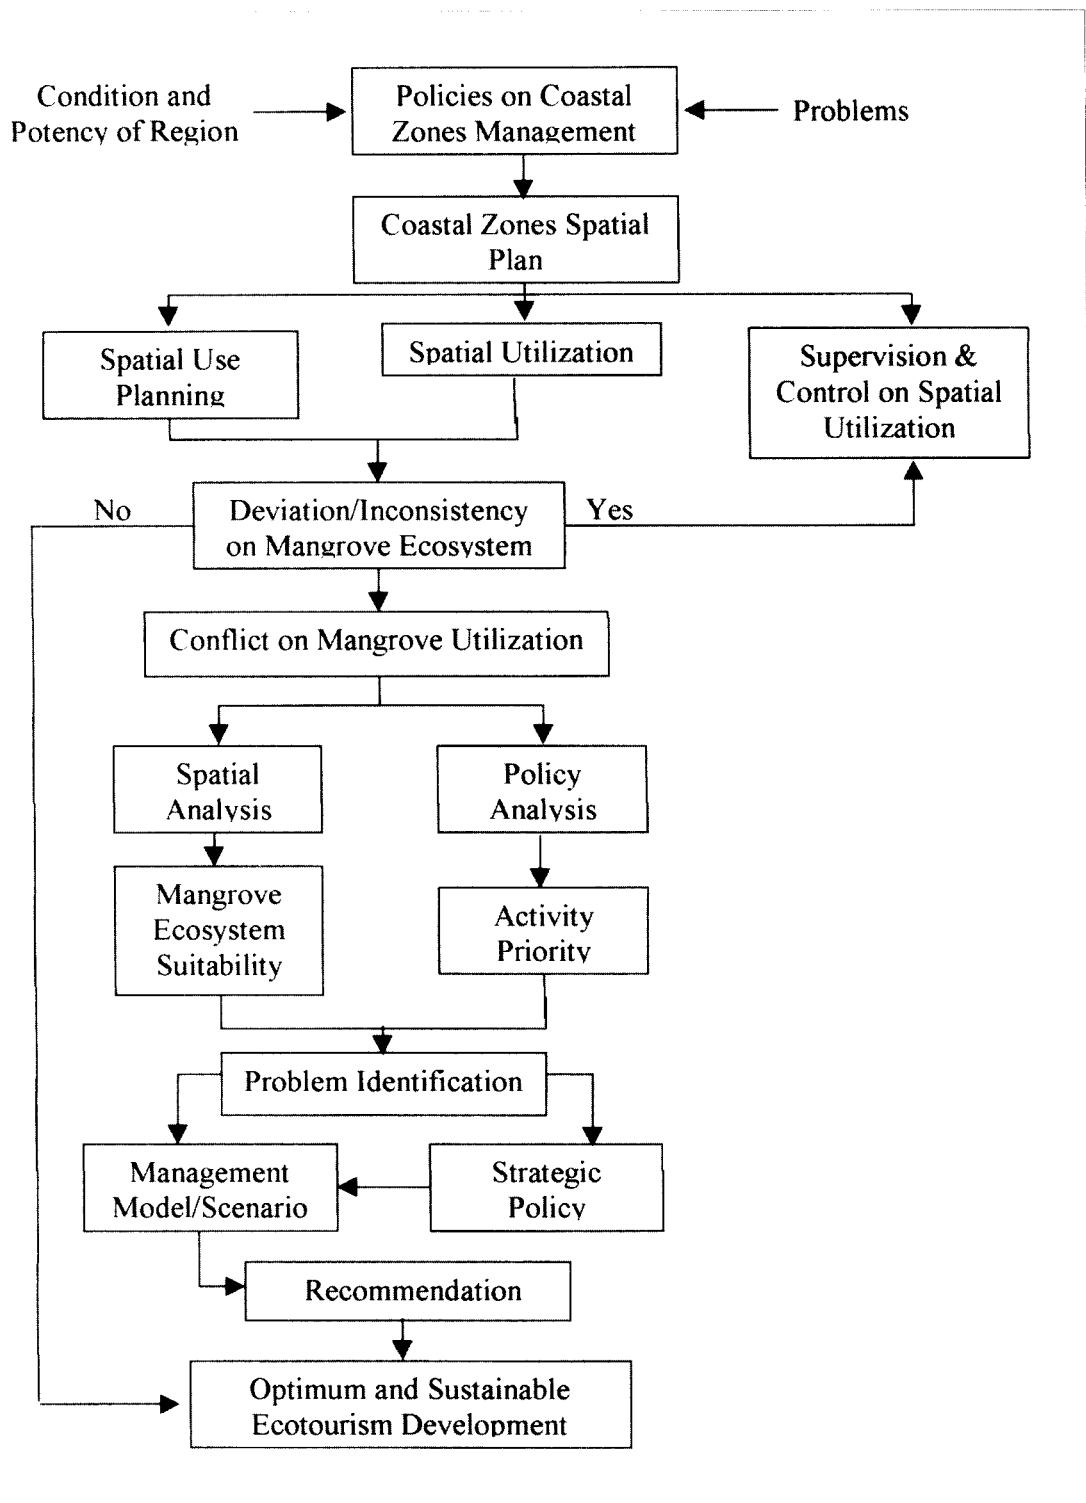 Condition and
Potency of Region
Policies on Coastal
Zones Management
Problems
Coastal Zones Spatial
Plan
Spatial Use
Planning
Spatial Utilization
Supervision &
Control on Spatial
Utilization
No
Deviation/Inconsistency
on Mangrove Ecosystem
Yes
Conflict on Mangrove Utilization
Spatial
Analysis
Policy
Analysis
Mangrove
Ecosystem
Suitability
Activity
Priority
Problem Identification
Management
Model/Scenario
Strategic
Policy
Recommendation
Optimum and Sustainable
Ecotourism Development